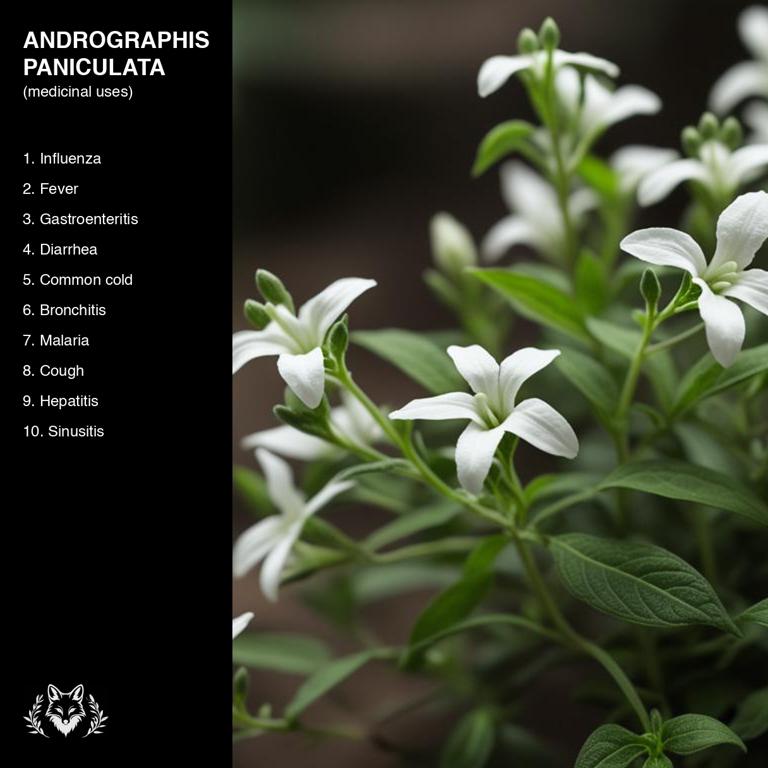 ANDROGRAPHIS
PANICULATA
(medicinal uses)
1. Influenza
2. Fever
3. Gastroenteritis
4. Diarrhea
5. Common cold
6. Bronchitis
7. Malaria
8. Cough
9. Hepatitis
10. Sinusitis